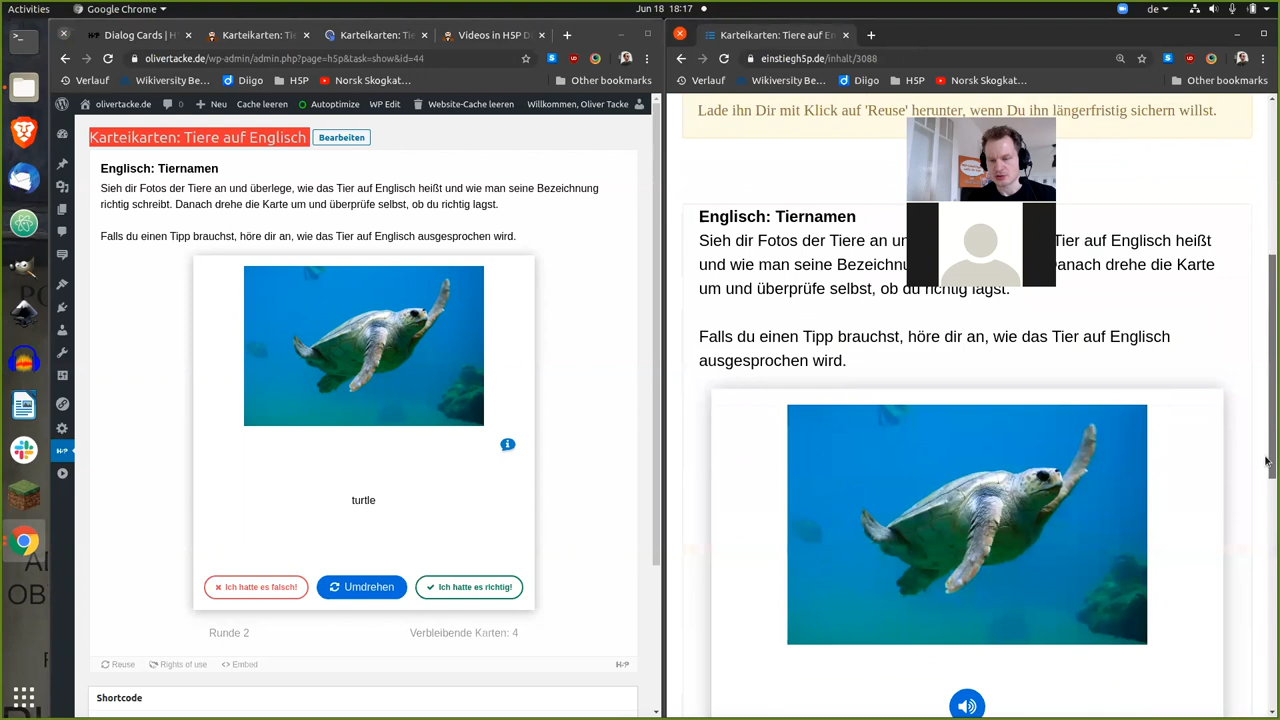 Activities
Google Chrome
Jun 18 18:17
de
Dialog Cards | H
Karteikarten: Tie
Karteikarten: Tie
Videos in H5P D
olivertacke.de/wp-admin/admin.php?page=h5p&task=show&id=44
Verlauf
Wikiversity Be
Diigo
H5P
Norsk Skogkat
Other bookmarks
olivertacke.de
0
Neu
Cache leeren
Autoptimize
WP Edit
Website-Cache leeren
Willkommen, Oliver Tacke
Karteikarten: Tiere auf Englisch
Bearbeiten
Englisch: Tiernamen
Sieh dir Fotos der Tiere an und überlege, wie das Tier auf Englisch heißt und wie man seine Bezeichnung
richtig schreibt. Danach drehe die Karte um und überprüfe selbst, ob du richtig lagst.
Falls du einen Tipp brauchst, höre dir an, wie das Tier auf Englisch ausgesprochen wird.
turtle
Ich hatte es falsch!
Umdrehen
Ich hatte es richtig!
Runde 2
Verbleibende Karten: 4
Reuse
Rights of use
<> Embed
H5P
Shortcode
Karteikarten: Tiere auf En
einstiegh5p.de/inhalt/3088
Verlauf
Wikiversity Be
Diigo
H5P
Norsk Skogkat
Other bookmarks
Lade ihn Dir mit Klick auf 'Reuse' herunter, wenn Du ihn längerfristig sichern willst.
Englisch: Tiernamen
Sieh dir Fotos der Tiere an un Tier auf Englisch heißt
und wie man seine Bezeichnu anach drehe die Karte
um und überprüfe selbst, ob du richtig lagst.
Falls du einen Tipp brauchst, höre dir an, wie das Tier auf Englisch
ausgesprochen wird.